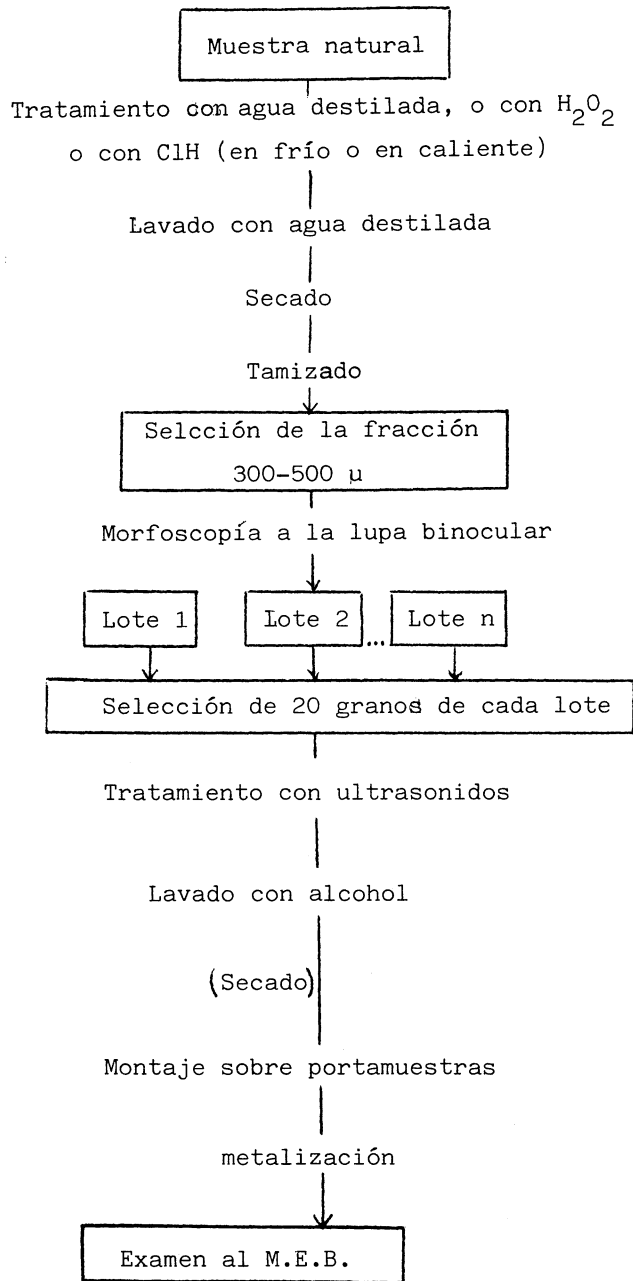 Muestra natural
Tratamiento con agua destilada, o con H₂O₂
o con ClH (en frío o en caliente)
Lavado con agua destilada
Secado
Tamizado
Selcción de la fracción
300-500 µ
Morfoscopía a la lupa binocular
Lote 1 Lote 2 ... Lote n
Selección de 20 granos de cada lote
Tratamiento con ultrasonidos
Lavado con alcohol
(Secado)
Montaje sobre portamuestras
metalización
Examen al M.E.B.